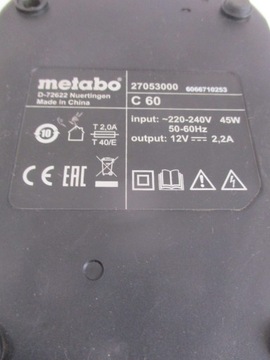 metabo 27053000 6066710253
D-72622 Nuertingen
Made in China
C 60
input: ~220-240V 45W
50-60Hz
output: 12V 2,2A
10
T 2,0A
T 40/E
CE EAC